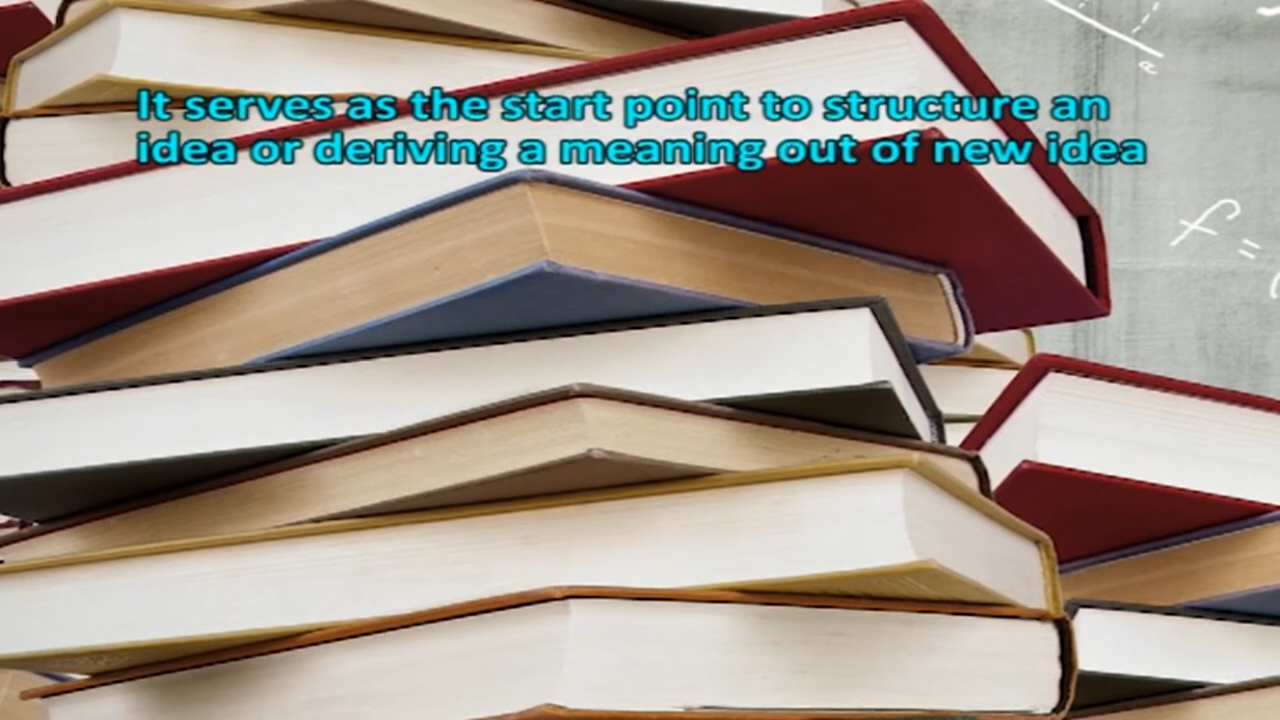 It serves as the start point to structure an
idea or deriving a meaning out of new idea
a
f =